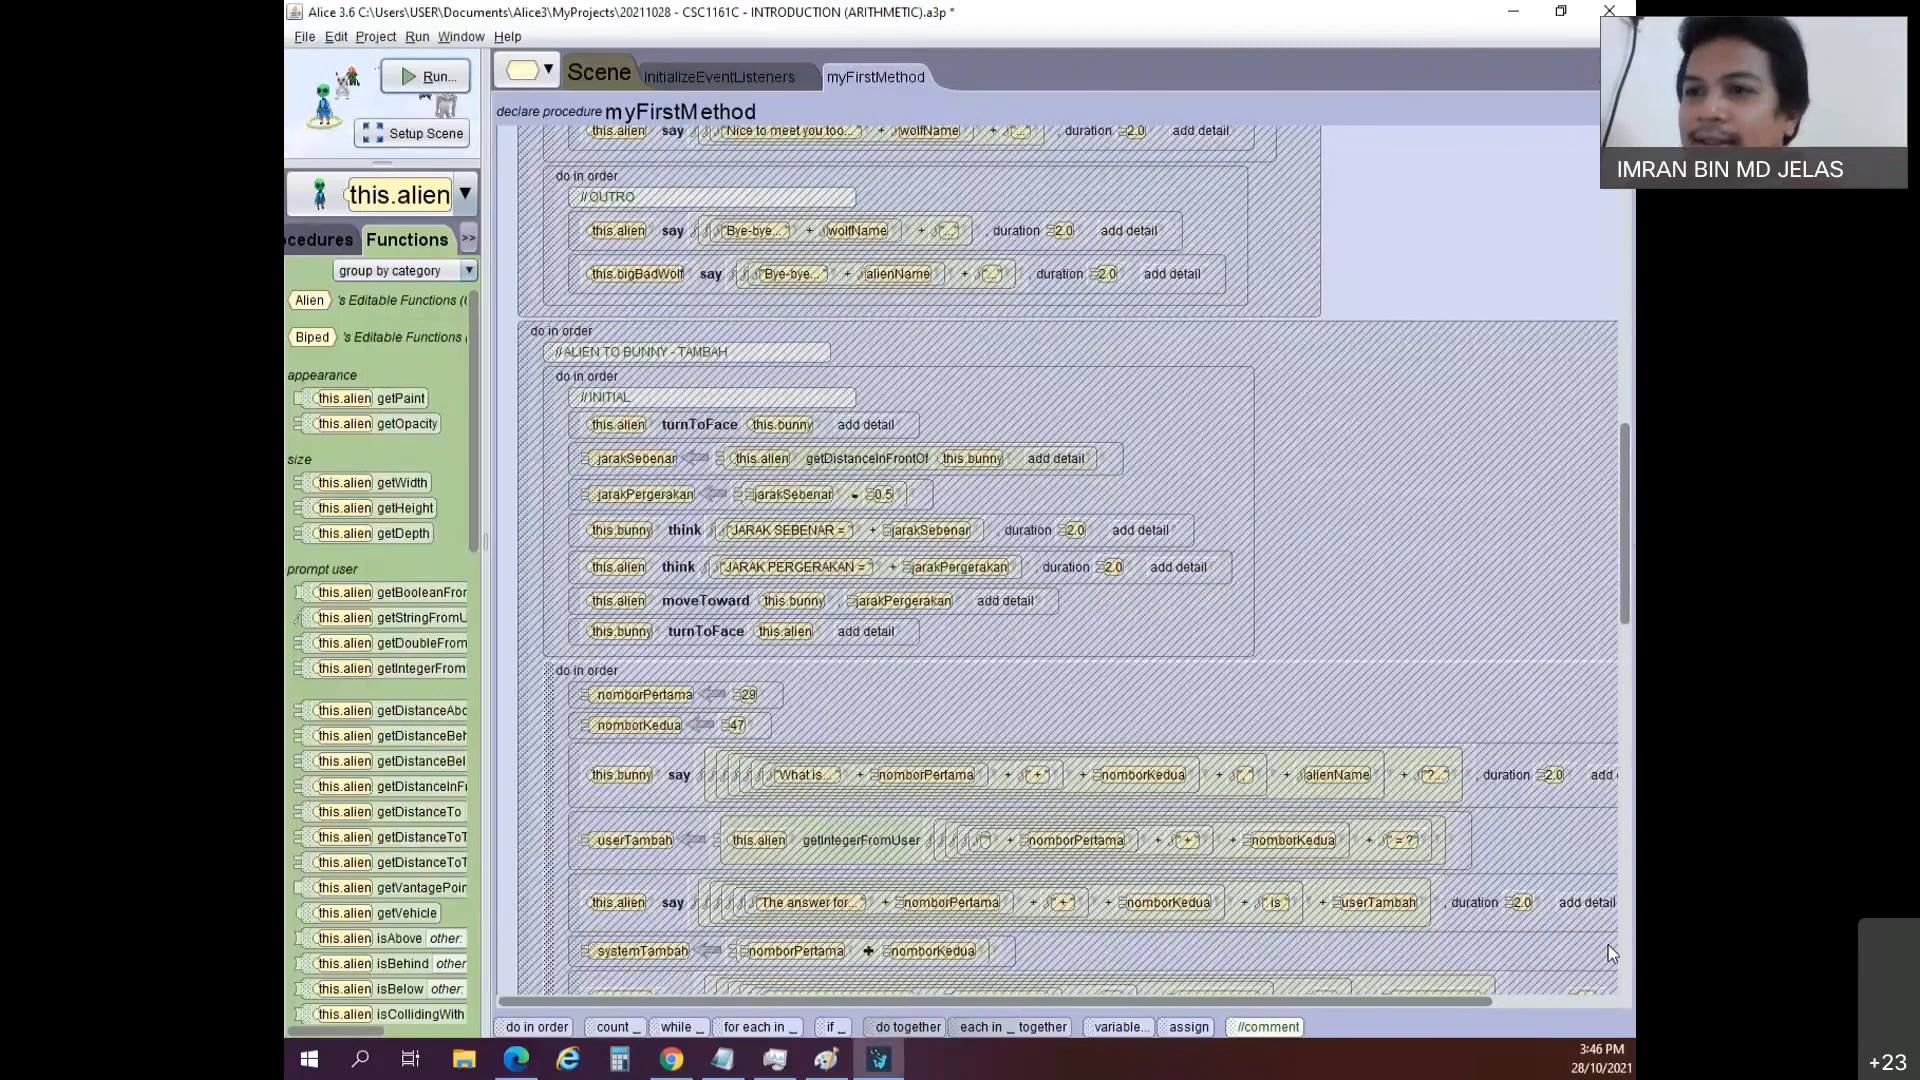 Alice 3.6 C:\Users\USER\Documents\Alice3\MyProjects\20211028 - CSC1161C - INTRODUCTION (ARITHMETIC).a3p *
File Edit Project Run Window Help
Run...
Setup Scene
Scene initializeEventListeners myFirstMethod
declare procedure myFirstMethod
IMRAN BIN MD JELAS
this.alien
cedures Functions >>
group by category
Alien 's Editable Functions (
Biped 's Editable Functions
appearance
this.alien getPaint
this.alien getOpacity
size
this.alien getWidth
this.alien getHeight
this.alien getDepth
prompt user
this.alien getBooleanFror
this.alien getStringFromU
this.alien getDoubleFrom
this.alien getIntegerFrom
this.alien getDistanceAbo
this.alien getDistanceBeh
this.alien getDistanceBel
this.alien getDistanceInF
this.alien getDistanceTo
this.alien getDistanceToT
this.alien getDistanceToT
this.alien getVantagePoin
this.alien getVehicle
this.alien isAbove other:
this.alien isBehind other
this.alien isBelow other:
this.alien isCollidingWith
this.alien say "Nice to meet you too..." + wolfName + "..." , duration 2.0 add detail
do in order
//OUTRO
this.alien say "Bye-bye..." + wolfName + "..." , duration 2.0 add detail
this.bigBadWolf say "Bye-bye..." + alienName + "..." , duration 2.0 add detail
do in order
//ALIEN TO BUNNY - TAMBAH
do in order
//INITIAL
this.alien turnToFace this.bunny add detail
jarakSebenar this.alien getDistanceInFrontOf this.bunny add detail
jarakPergerakan jarakSebenar - 0.5
this.bunny think "JARAK SEBENAR = " + jarakSebenar , duration 2.0 add detail
this.alien think "JARAK PERGERAKAN = " + jarakPergerakan , duration 2.0 add detail
this.alien moveToward this.bunny , jarakPergerakan add detail
this.bunny turnToFace this.alien add detail
do in order
nomborPertama 29
nomborKedua 47
this.bunny say "What is..." + nomborPertama + "+" + nomborKedua + "," + alienName + "?..." , duration 2.0 add
userTambah this.alien getIntegerFromUser "" + nomborPertama + "+" + nomborKedua + " = ?"
this.alien say "The answer for..." + nomborPertama + "+" + nomborKedua + " is " + userTambah , duration 2.0 add detail
systemTambah nomborPertama + nomborKedua
do in order count _ while _ for each in _ if _ do together each in _ together variable... assign //comment
3:46 PM
28/10/2021
+23